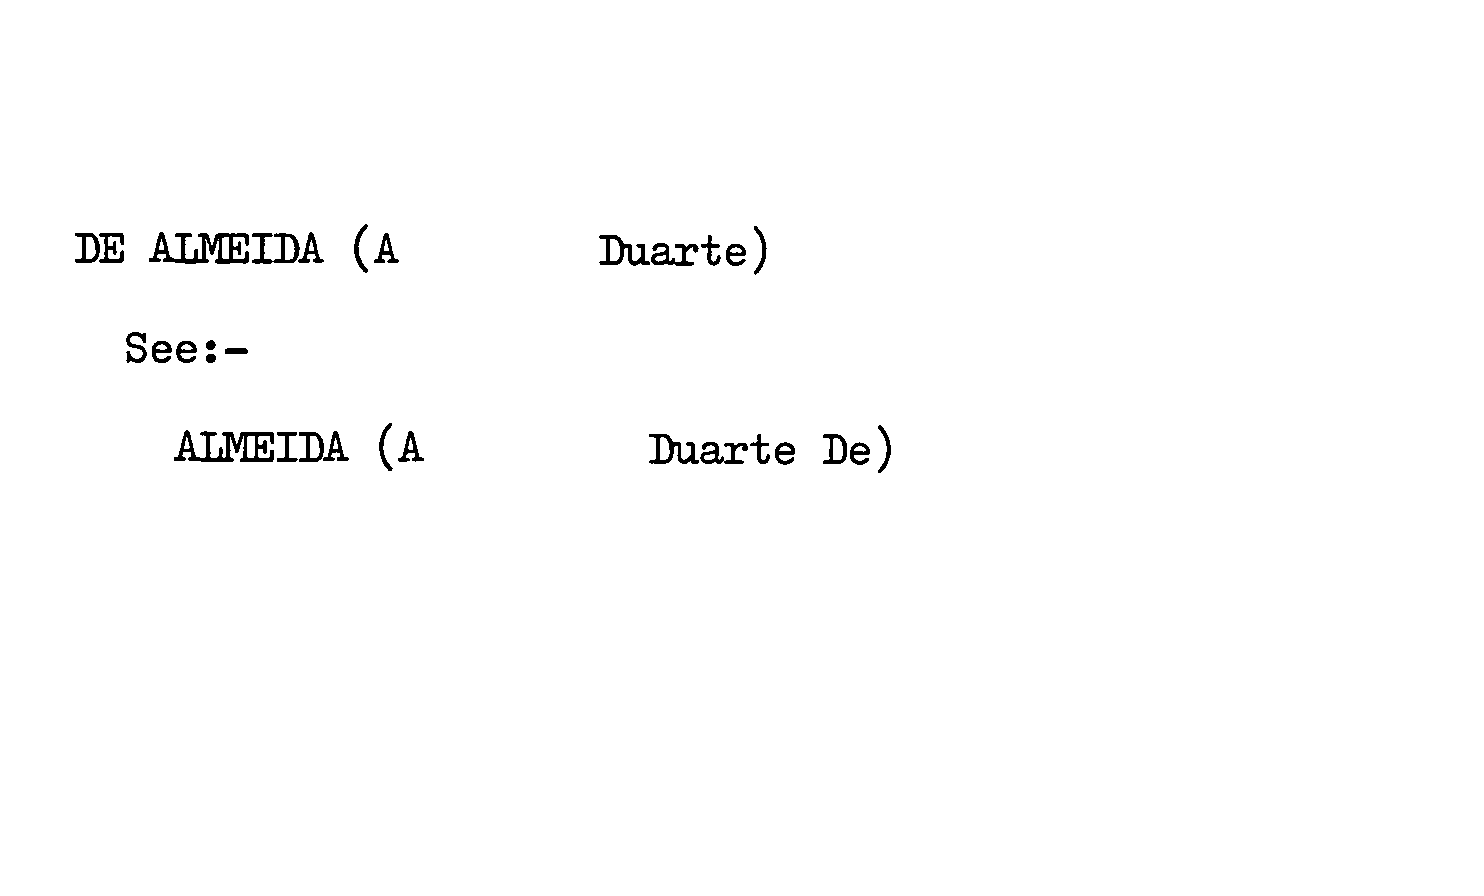 DE ALMEIDA (A        Duarte)
See:-
ALMEIDA (A         Duarte De)